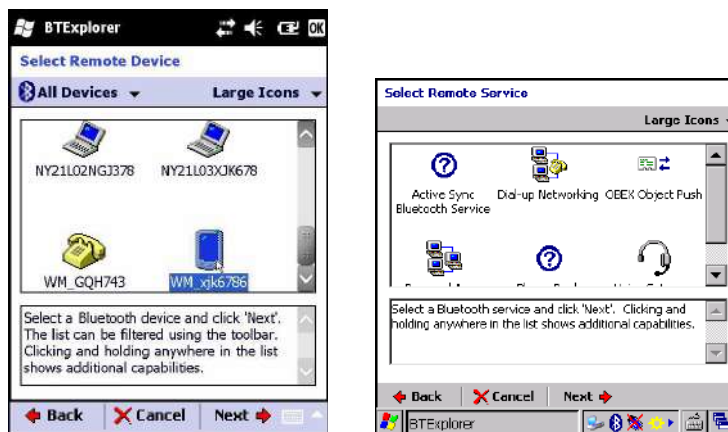 BTExplorer
OK
Select Remote Device
All Devices
Large Icons
NY21L02NGJ378
NY21L03XJK678
WM_GQH743
WM_xjk6786
Select a Bluetooth device and click 'Next'.
The list can be filtered using the toolbar.
Clicking and holding anywhere in the list
shows additional capabilities.
Back
Cancel
Next
Select Remote Service
Large Icons
Active Sync
Bluetooth Service
Dial-up Networking
OBEX Object Push
Select a Bluetooth service and click 'Next'. Clicking and
holding anywhere in the list shows additional capabilities.
Back
Cancel
Next
BTExplorer